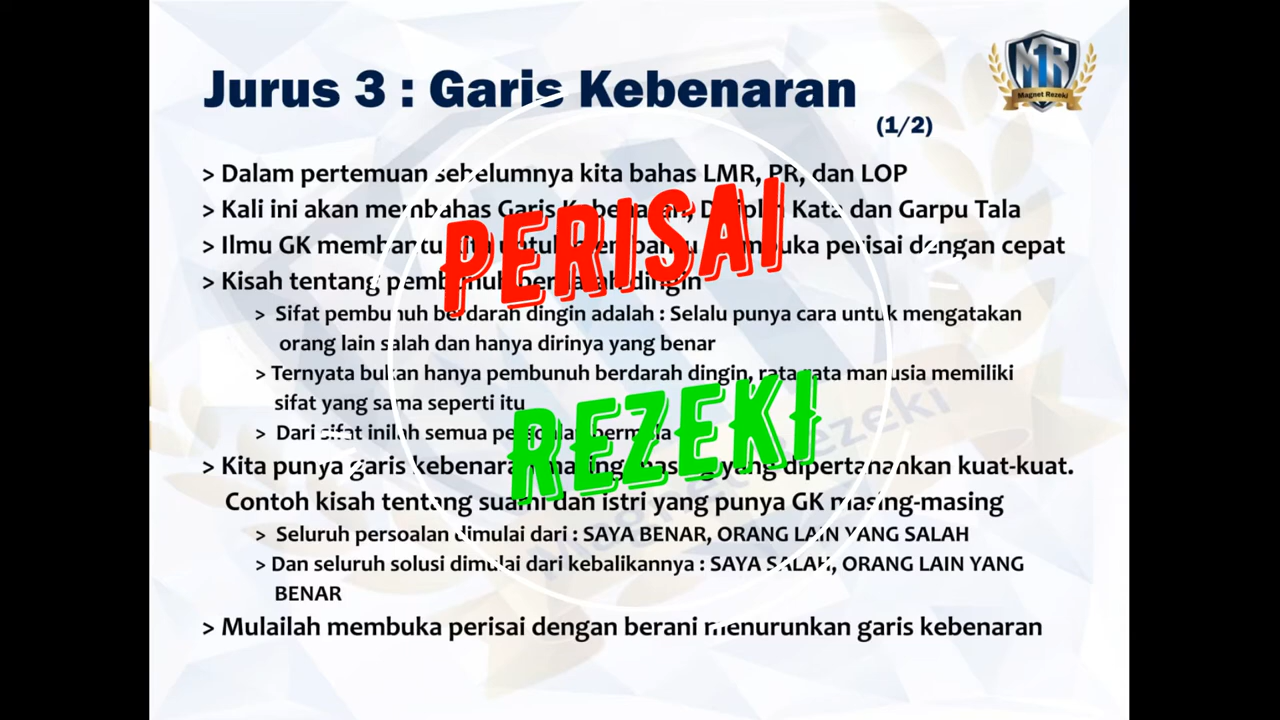 Jurus 3 : Garis Kebenaran
(1/2)
Magnet Rezeki
> Dalam pertemuan sebelumnya kita bahas LMR, PR, dan LOP
> Kali ini akan membahas Garis Kebenaran, Disiplin Kata dan Garpu Tala
> Ilmu GK membantu kita untuk membantu membuka perisai dengan cepat
> Kisah tentang pembunuh berdarah dingin
> Sifat pembunuh berdarah dingin adalah : Selalu punya cara untuk mengatakan
orang lain salah dan hanya dirinya yang benar
> Ternyata bukan hanya pembunuh berdarah dingin, rata rata manusia memiliki
sifat yang sama seperti itu
> Dari sifat inilah semua persoalan bermula
> Kita punya garis kebenaran masing-masing yang dipertahankan kuat-kuat.
Contoh kisah tentang suami dan istri yang punya GK masing-masing
> Seluruh persoalan dimulai dari : SAYA BENAR, ORANG LAIN YANG SALAH
> Dan seluruh solusi dimulai dari kebalikannya : SAYA SALAH, ORANG LAIN YANG
BENAR
> Mulailah membuka perisai dengan berani menurunkan garis kebenaran
PERISAI
REZEKI
Magnet Rezeki